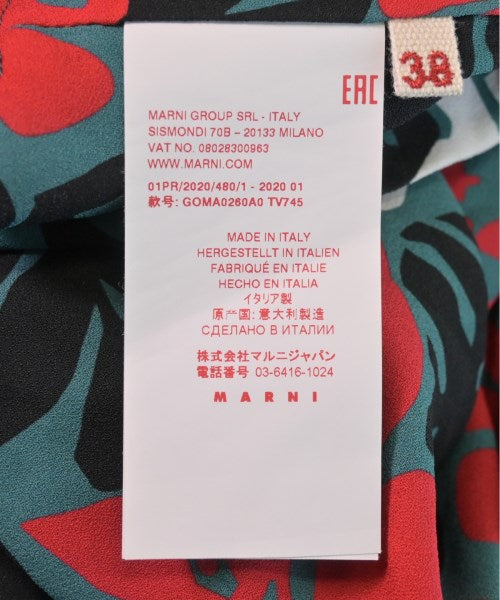 38
EAC
MARNI GROUP SRL - ITALY
SISMONDI 70B – 20133 MILANO
VAT NO. 08028300963
WWW.MARNI.COM
01PR/2020/480/1 - 2020 01
款号: GOMA0260A0 TV745
MADE IN ITALY
HERGESTELLT IN ITALIEN
FABRIQUÉ EN ITALIE
HECHO EN ITALIA
イタリア製
原产国: 意大利製造
СДЕЛАНО В ИТАЛИИ
株式会社マルニジャパン
電話番号 03-6416-1024
MARNI